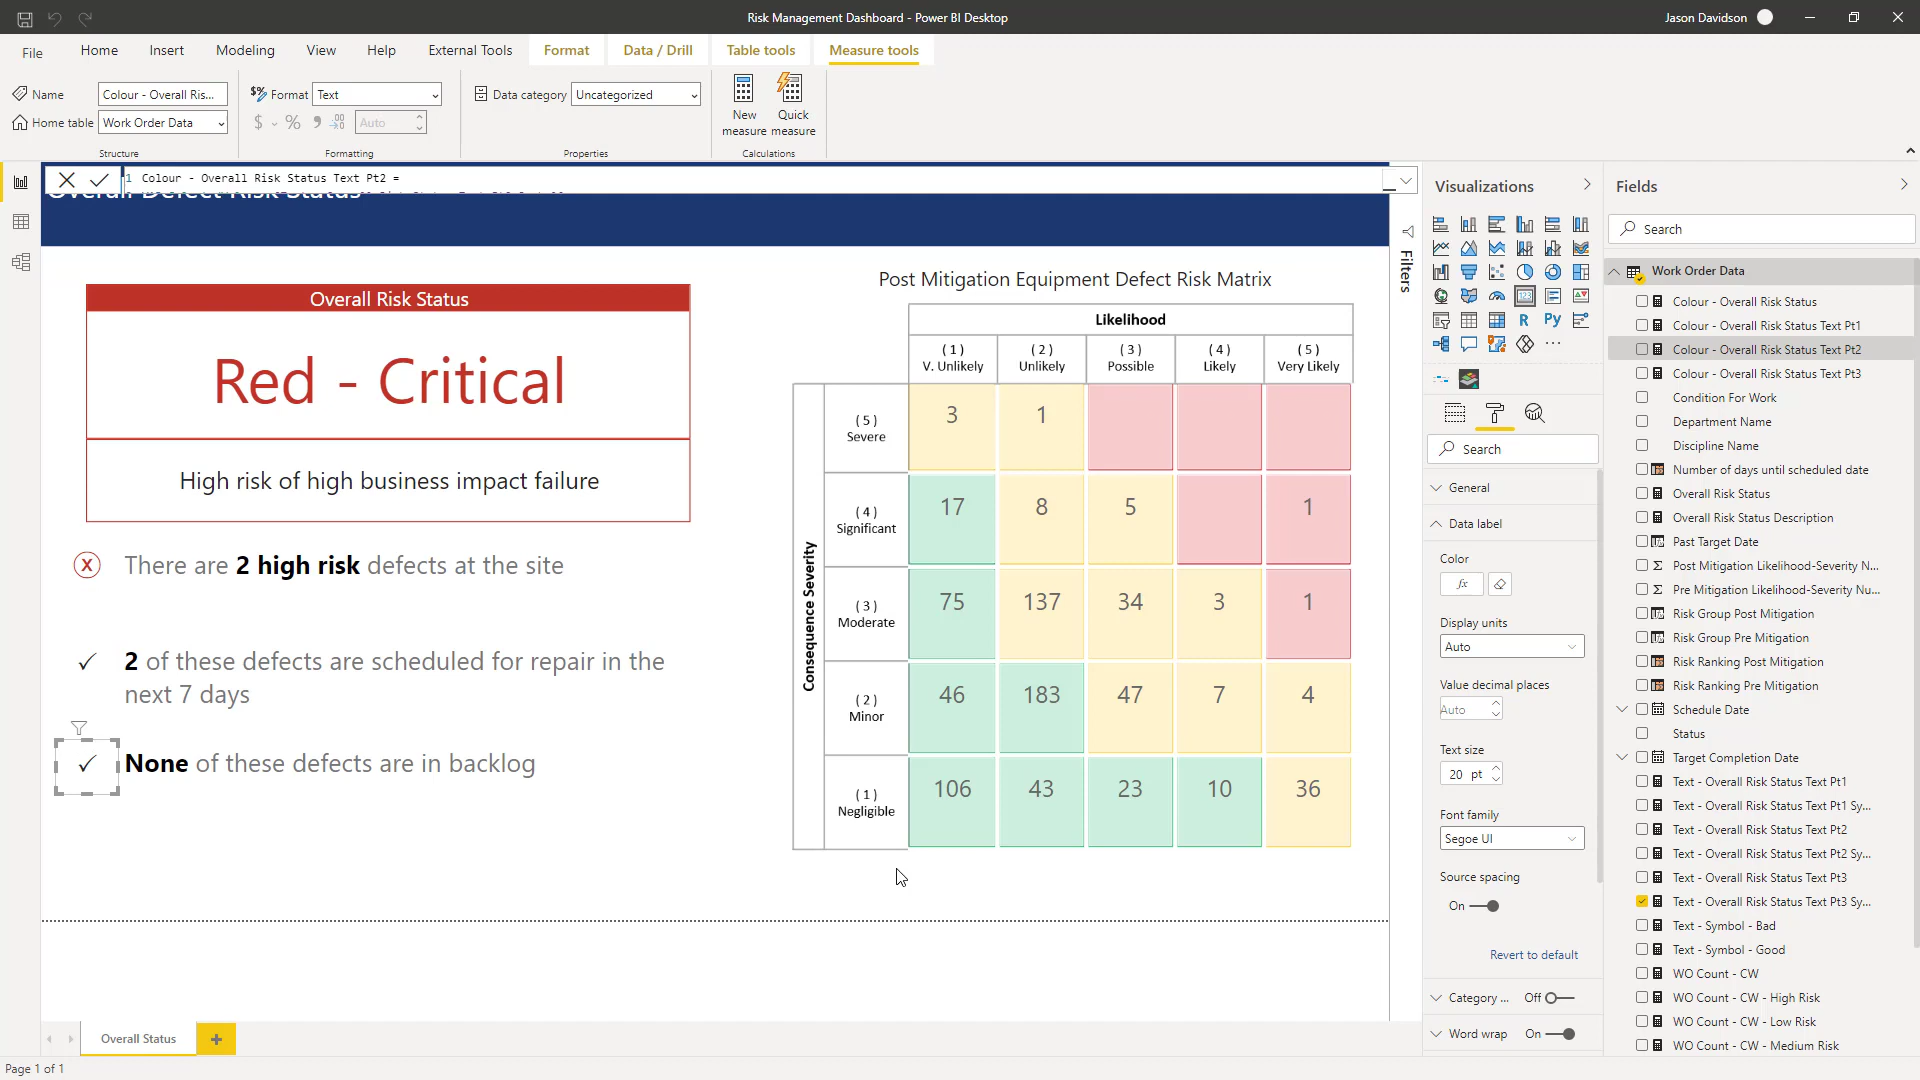 Risk Management Dashboard - Power BI Desktop
Jason Davidson
File
Home
Insert
Modeling
View
Help
External Tools
Format
Data / Drill
Table tools
Measure tools
Name
Colour - Overall Ris...
Home table
Work Order Data
Structure
$% Format
Text
$
%
Auto
Formatting
Data category
Uncategorized
Properties
New
measure
Quick
measure
Calculations
1 Colour - Overall Risk Status Text Pt2 =
Overall Defect Risk Status
Overall Risk Status
Red - Critical
High risk of high business impact failure
X
There are 2 high risk defects at the site
✓
2 of these defects are scheduled for repair in the
next 7 days
✓
None of these defects are in backlog
Post Mitigation Equipment Defect Risk Matrix
Likelihood
( 1 )
V. Unlikely
( 2 )
Unlikely
( 3 )
Possible
( 4 )
Likely
( 5 )
Very Likely
Consequence Severity
( 5 )
Severe
3
1
( 4 )
Significant
17
8
5
1
( 3 )
Moderate
75
137
34
3
1
( 2 )
Minor
46
183
47
7
4
( 1 )
Negligible
106
43
23
10
36
Filters
Visualizations
R
Py
...
Search
General
Data label
Color
fx
Display units
Auto
Value decimal places
Auto
Text size
20 pt
Font family
Segoe UI
Source spacing
On
Revert to default
Category ...
Off
Word wrap
On
Fields
Search
Work Order Data
Colour - Overall Risk Status
Colour - Overall Risk Status Text Pt1
Colour - Overall Risk Status Text Pt2
Colour - Overall Risk Status Text Pt3
Condition For Work
Department Name
Discipline Name
Number of days until scheduled date
Overall Risk Status
Overall Risk Status Description
Past Target Date
Post Mitigation Likelihood-Severity N...
Pre Mitigation Likelihood-Severity Nu...
Risk Group Post Mitigation
Risk Group Pre Mitigation
Risk Ranking Post Mitigation
Risk Ranking Pre Mitigation
Schedule Date
Status
Target Completion Date
Text - Overall Risk Status Text Pt1
Text - Overall Risk Status Text Pt1 Sy...
Text - Overall Risk Status Text Pt2
Text - Overall Risk Status Text Pt2 Sy...
Text - Overall Risk Status Text Pt3
Text - Overall Risk Status Text Pt3 Sy...
Text - Symbol - Bad
Text - Symbol - Good
WO Count - CW
WO Count - CW - High Risk
WO Count - CW - Low Risk
WO Count - CW - Medium Risk
Overall Status
+
Page 1 of 1